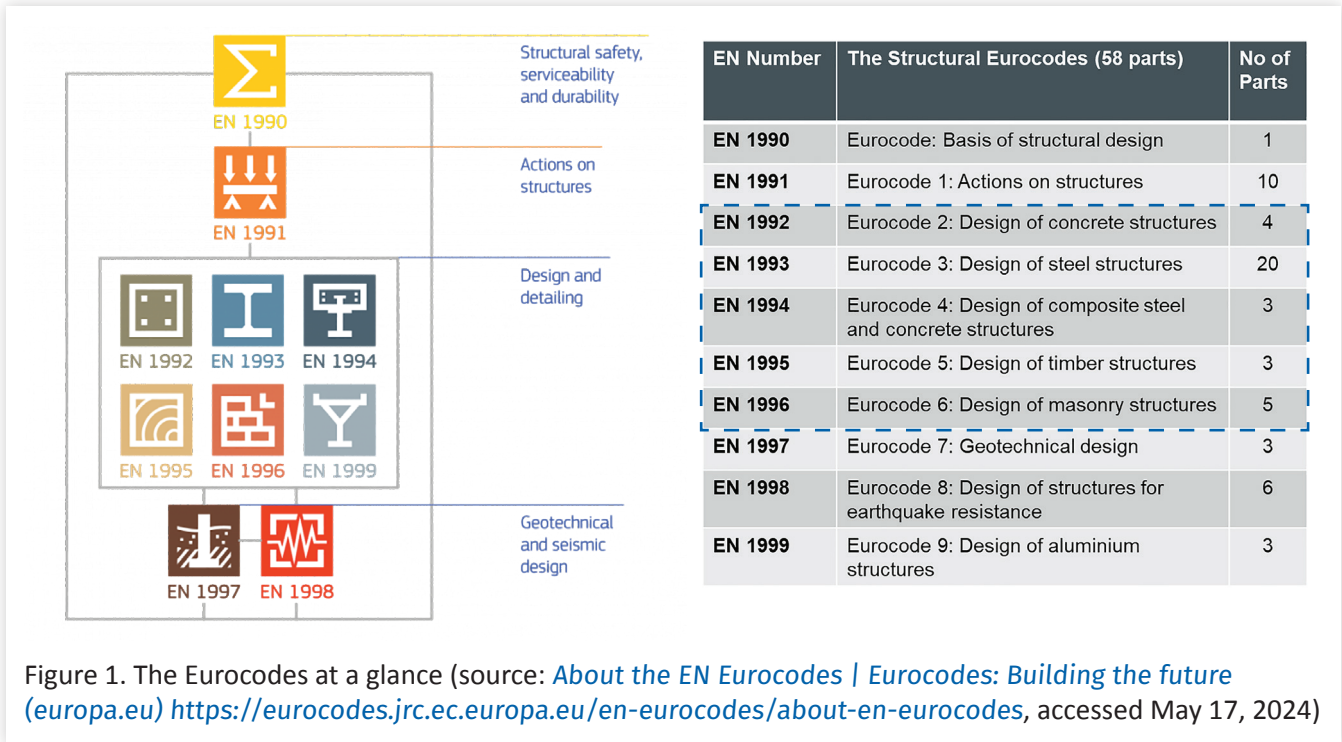 Structural safety,
serviceability
and durability
EN 1990
Actions on
structures
EN 1991
Design and
detailing
EN 1992 EN 1993 EN 1994
EN 1995 EN 1996 EN 1999
Geotechnical
and seismic
design
EN 1997 EN 1998
EN Number The Structural Eurocodes (58 parts) No of
Parts
EN 1990 Eurocode: Basis of structural design 1
EN 1991 Eurocode 1: Actions on structures 10
EN 1992 Eurocode 2: Design of concrete structures 4
EN 1993 Eurocode 3: Design of steel structures 20
EN 1994 Eurocode 4: Design of composite steel 3
and concrete structures
EN 1995 Eurocode 5: Design of timber structures 3
EN 1996 Eurocode 6: Design of masonry structures 5
EN 1997 Eurocode 7: Geotechnical design 3
EN 1998 Eurocode 8: Design of structures for 6
earthquake resistance
EN 1999 Eurocode 9: Design of aluminium 3
structures
Figure 1. The Eurocodes at a glance (source: About the EN Eurocodes | Eurocodes: Building the future
(europa.eu) https://eurocodes.jrc.ec.europa.eu/en-eurocodes/about-en-eurocodes, accessed May 17, 2024)